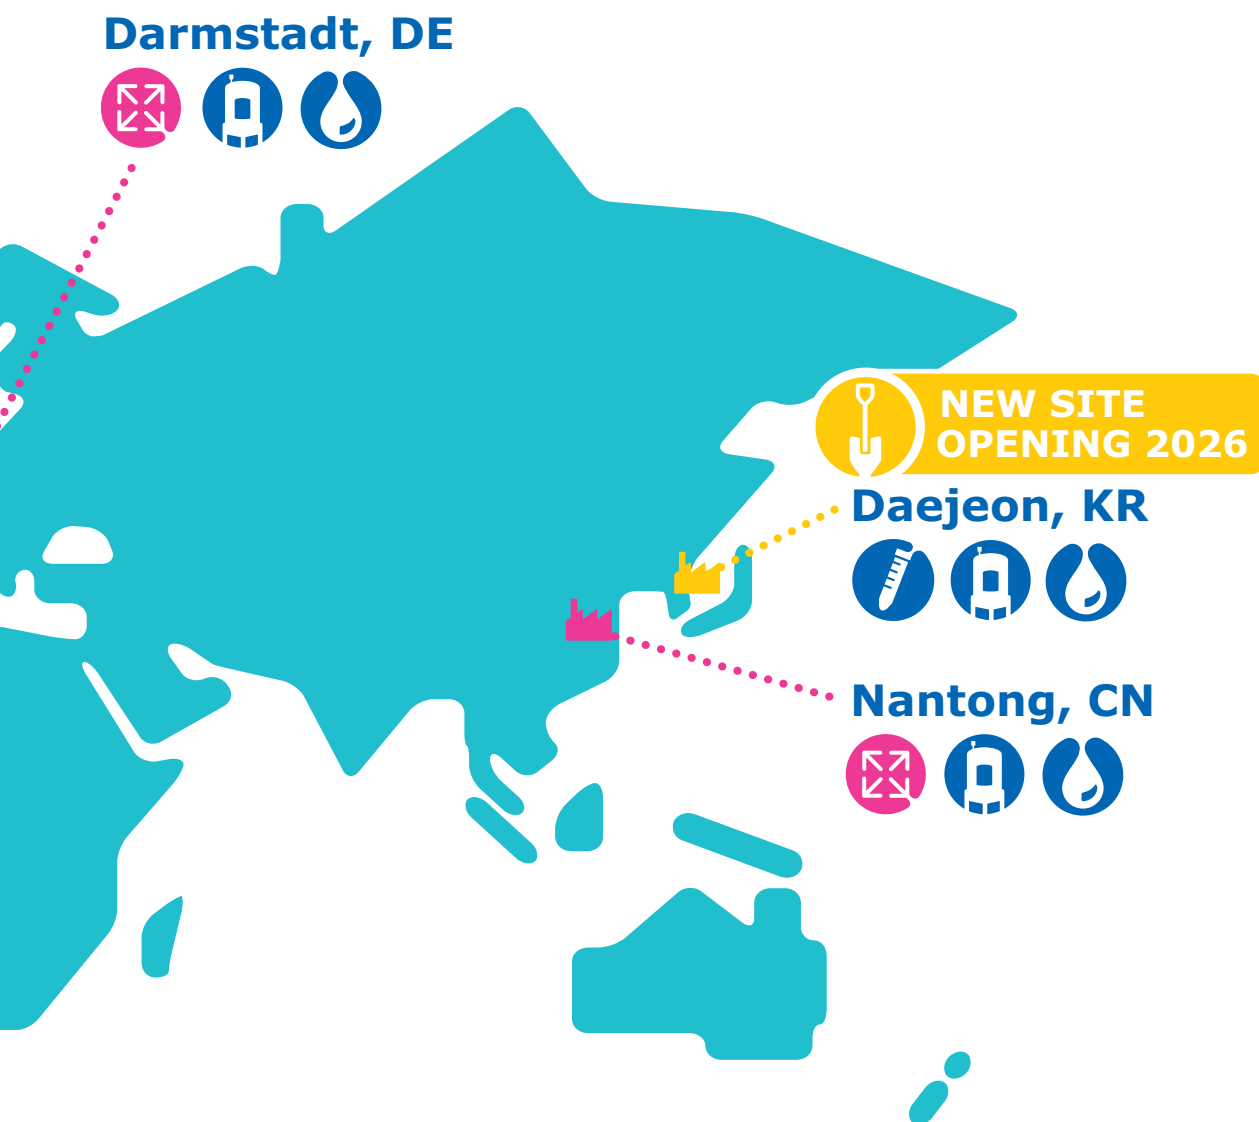 Darmstadt, DE
NEW SITE
OPENING 2026
Daejeon, KR
Nantong, CN